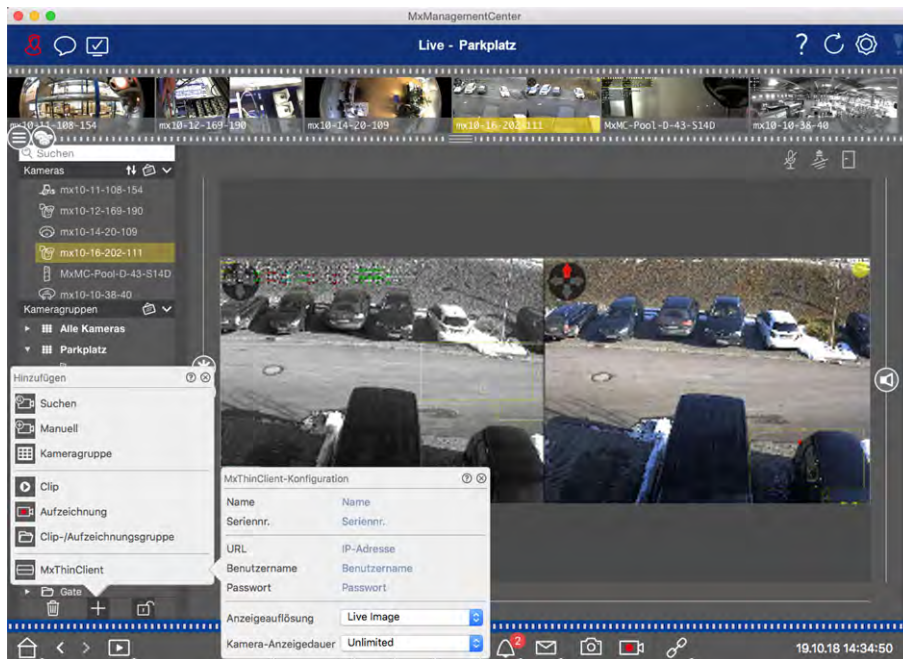 MxManagementCenter
Live - Parkplatz
mx10-11-108-154
mx10-12-169-190
mx10-14-20-109
mx10-16-202-111
MxMC-Pool-D-43-S14D
mx10-10-38-40
Suchen
Kameras
mx10-11-108-154
mx10-12-169-190
mx10-14-20-109
mx10-16-202-111
MxMC-Pool-D-43-S14D
mx10-10-38-40
Kameragruppen
Alle Kameras
Parkplatz
Hinzufügen
Suchen
Manuell
Kameragruppe
Clip
Aufzeichnung
Clip-/Aufzeichnungsgruppe
MxThinClient
Gate
MxThinClient-Konfiguration
Name Name
Seriennr. Seriennr.
URL IP-Adresse
Benutzername Benutzername
Passwort Passwort
Anzeigeauflösung Live Image
Kamera-Anzeigedauer Unlimited
2
19.10.18 14:34:50